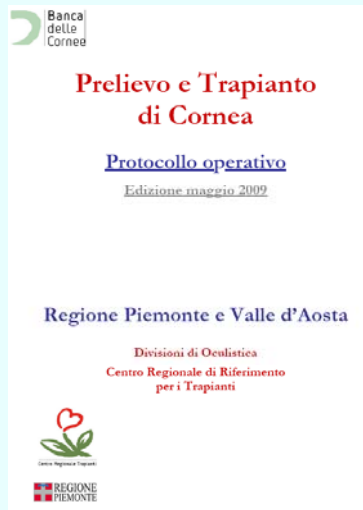 Banca
delle
Cornee
Prelievo e Trapianto
di Cornea
Protocollo operativo
Edizione maggio 2009
Regione Piemonte e Valle d'Aosta
Divisioni di Oculistica
Centro Regionale di Riferimento
per i Trapianti
Centro Regionale Trapianti
REGIONE
PIEMONTE